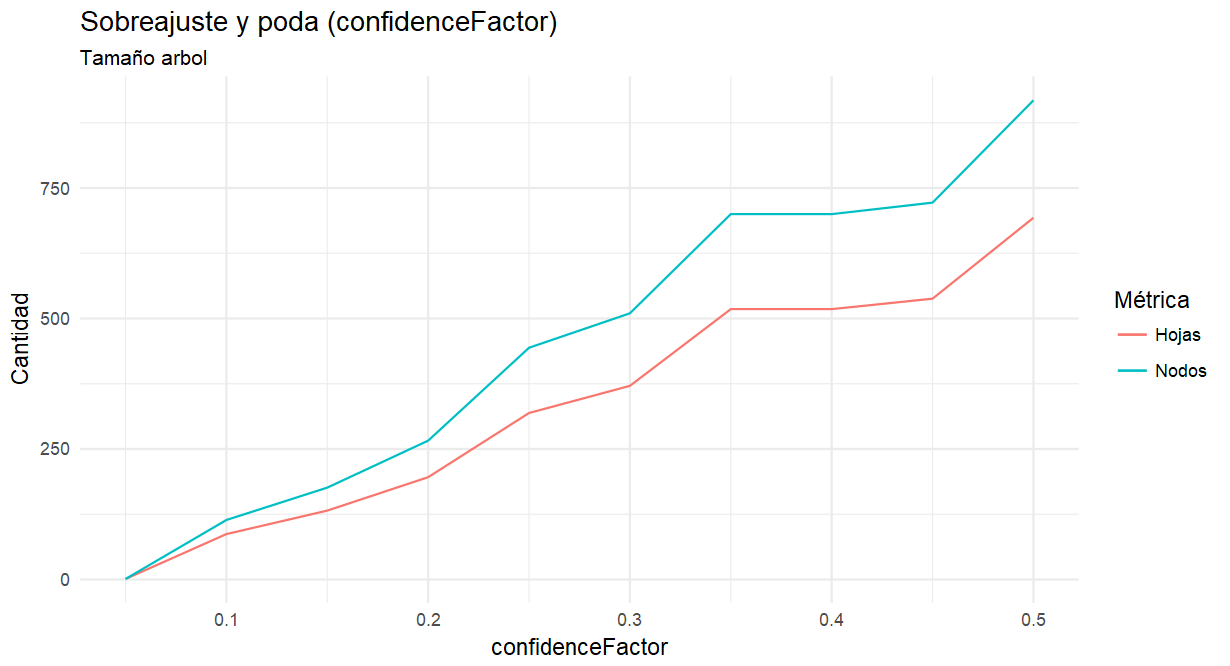 Sobreajuste y poda (confidenceFactor)
Tamaño arbol
Cantidad
750
500
250
0
0.1
0.2
0.3
0.4
0.5
confidenceFactor
Métrica
Hojas
Nodos